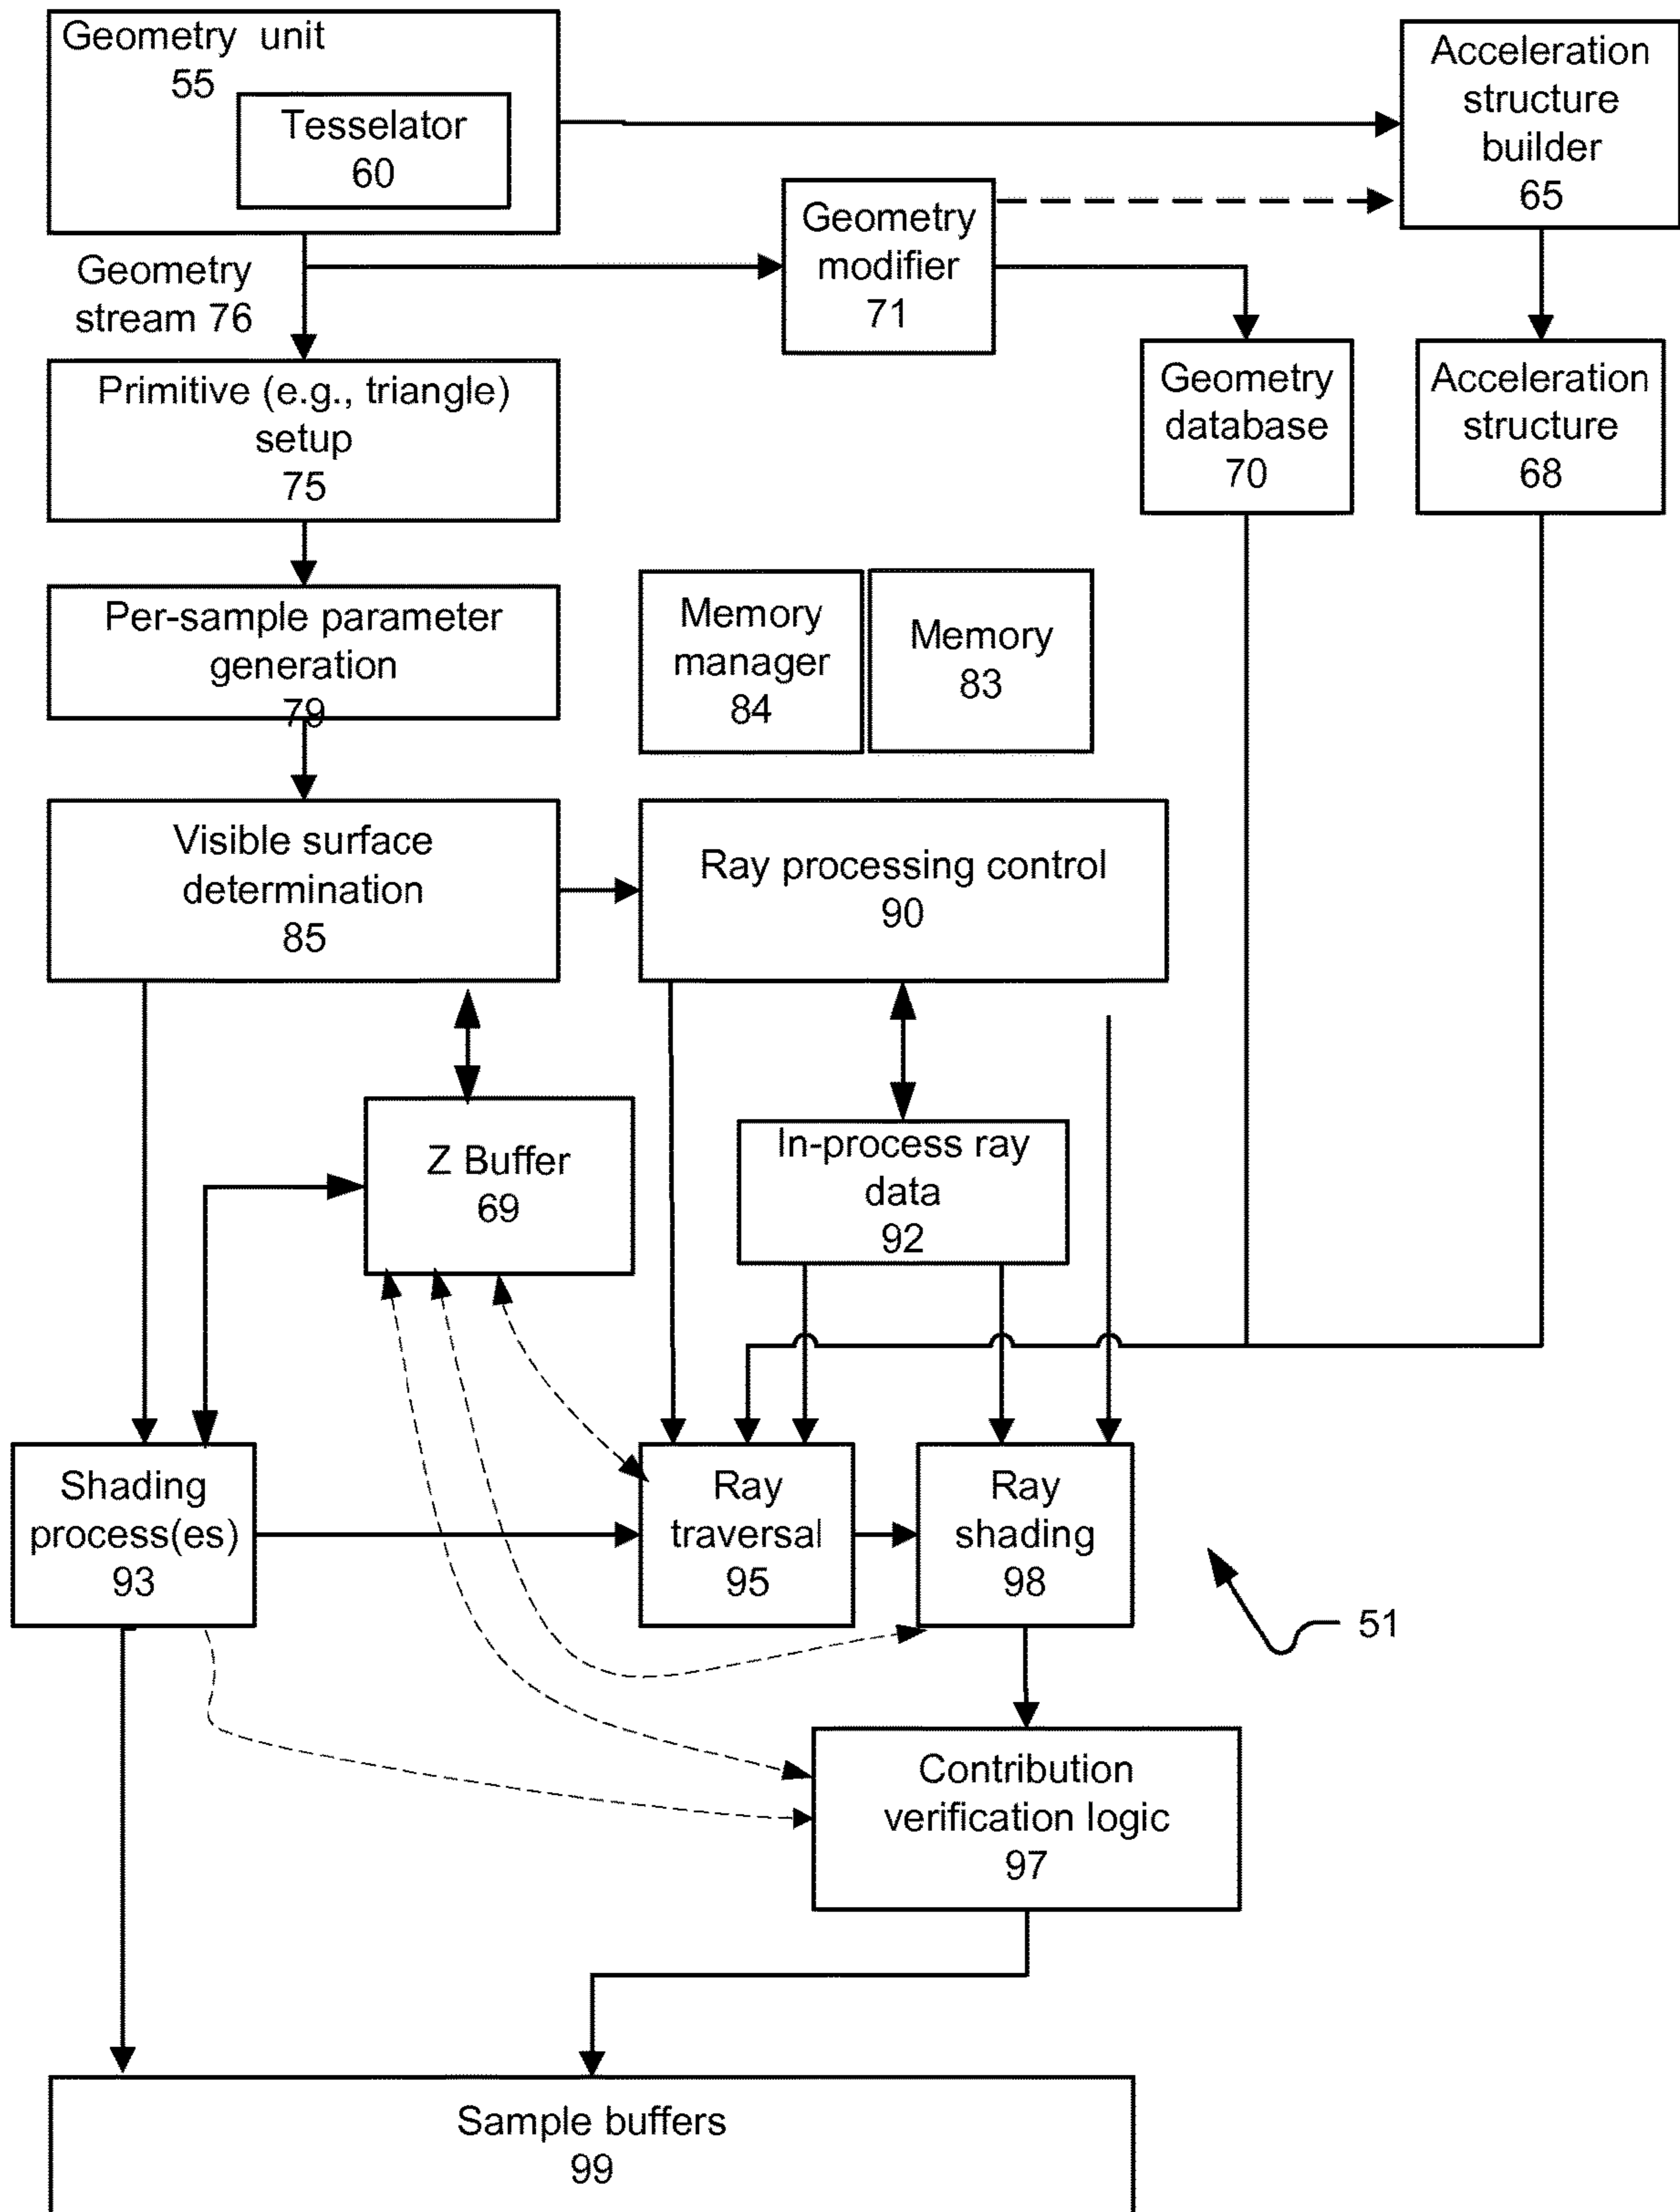 Geometry unit
55
Tesselator
60
Acceleration
structure
builder
65
Geometry
modifier
71
Geometry
stream 76
Primitive (e.g., triangle)
setup
75
Geometry
database
70
Acceleration
structure
68
Per-sample parameter
generation
79
Memory
manager
84
Memory
83
Visible surface
determination
85
Ray processing control
90
Z Buffer
69
In-process ray
data
92
Shading
process(es)
93
Ray
traversal
95
Ray
shading
98
51
Contribution
verification logic
97
Sample buffers
99